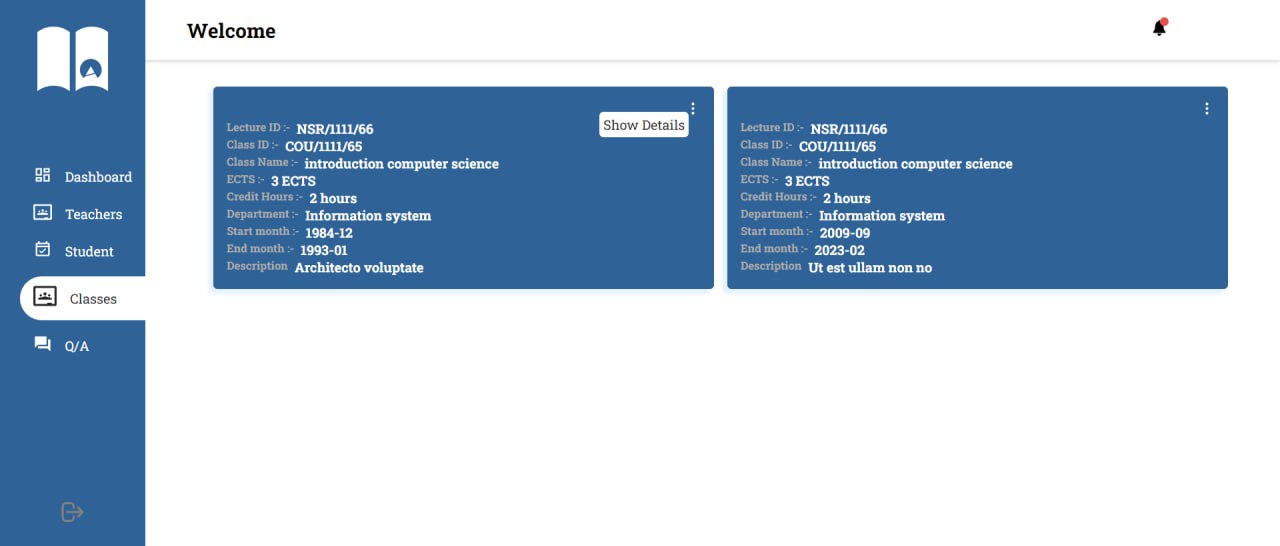 Welcome
Dashboard
Teachers
Student
Classes
Q/A
Show Details
Lecture ID :- NSR/1111/66
Class ID :- COU/1111/65
Class Name :- introduction computer science
ECTS :- 3 ECTS
Credit Hours :- 2 hours
Department :- Information system
Start month :- 1984-12
End month :- 1993-01
Description Architecto voluptate
Lecture ID :- NSR/1111/66
Class ID :- COU/1111/65
Class Name :- introduction computer science
ECTS :- 3 ECTS
Credit Hours :- 2 hours
Department :- Information system
Start month :- 2009-09
End month :- 2023-02
Description Ut est ullam non no